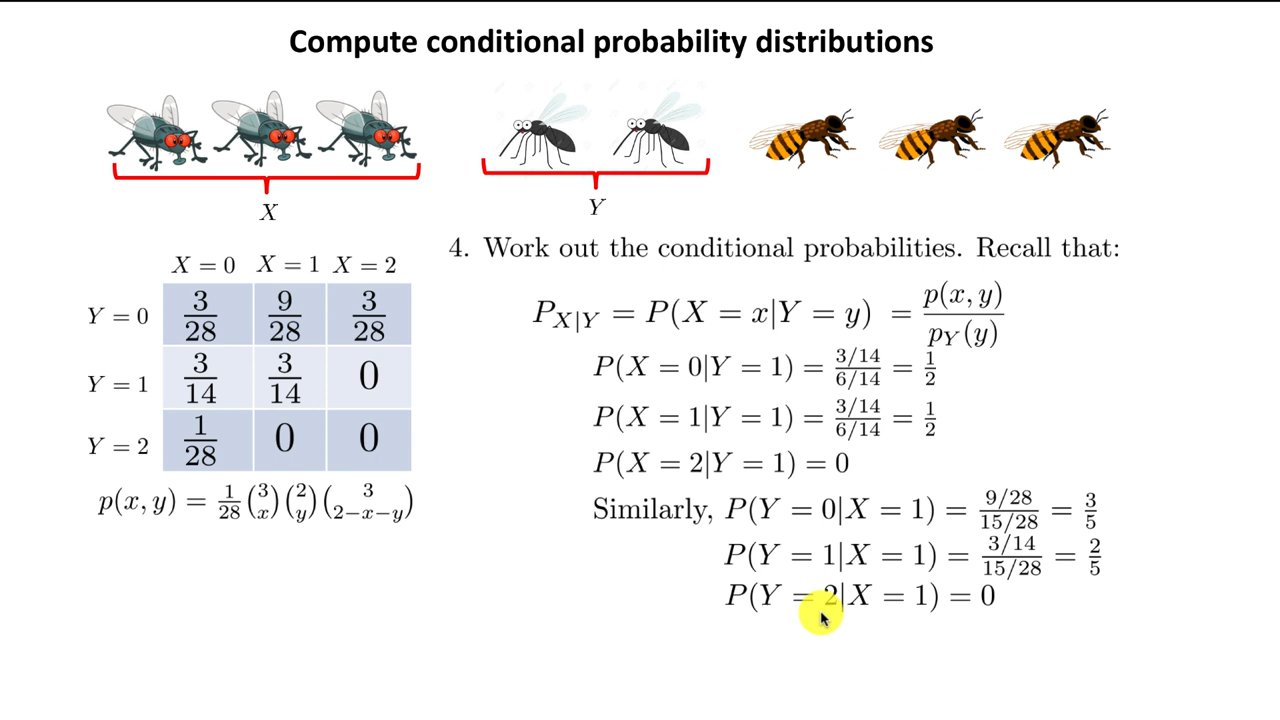 Compute conditional probability distributions
X
Y
X = 0 X = 1 X = 2
Y = 0 3/28 9/28 3/28
Y = 1 3/14 3/14 0
Y = 2 1/28 0 0
p(x, y) = 1/28 (3 x)(2 y)(3 2−x−y)
4. Work out the conditional probabilities. Recall that:
P_{X|Y} = P(X = x|Y = y) = p(x, y)/p_Y(y)
P(X = 0|Y = 1) = 3/14 / 6/14 = 1/2
P(X = 1|Y = 1) = 3/14 / 6/14 = 1/2
P(X = 2|Y = 1) = 0
Similarly, P(Y = 0|X = 1) = 9/28 / 15/28 = 3/5
P(Y = 1|X = 1) = 3/14 / 15/28 = 2/5
P(Y = 2|X = 1) = 0